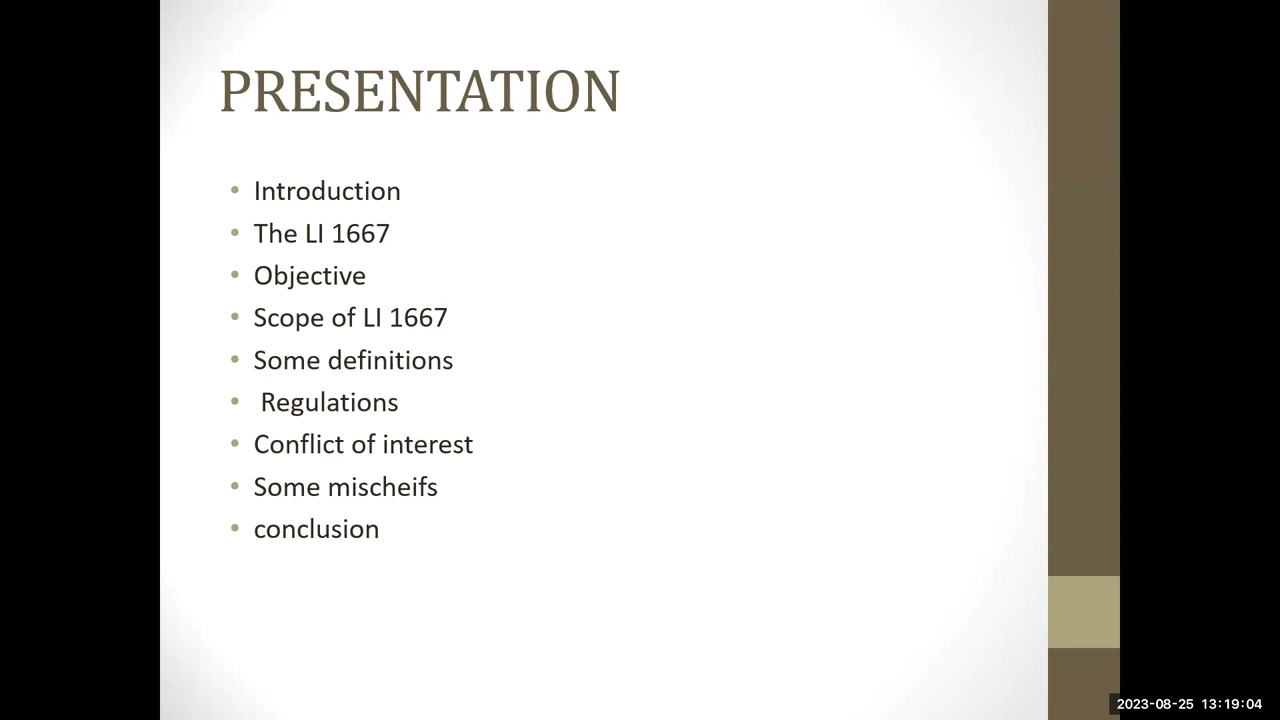 PRESENTATION
• Introduction
• The LI 1667
• Objective
• Scope of LI 1667
• Some definitions
• Regulations
• Conflict of interest
• Some mischeifs
• conclusion
2023-08-25 13:19:04